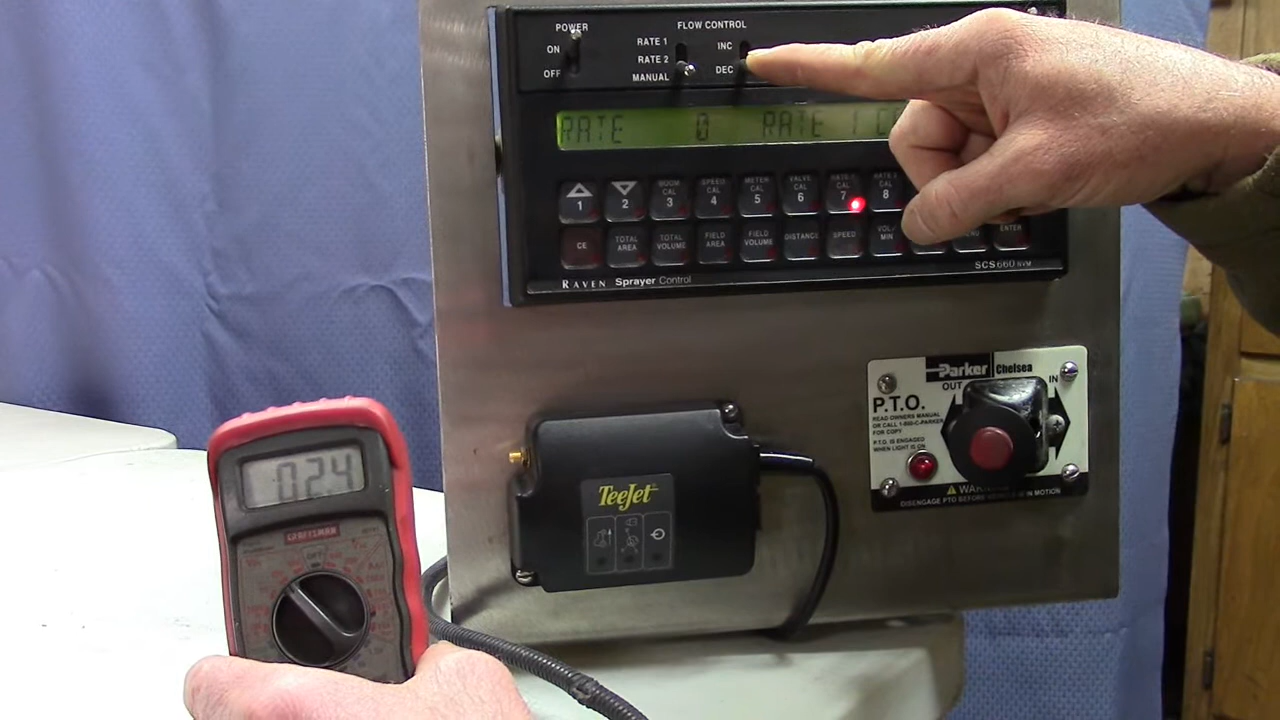 POWER
FLOW CONTROL
ON
OFF
RATE 1
RATE 2
MANUAL
INC
DEC
RATE 0 RATE 1
1
2
BOOM CAL 3
SPEED CAL 4
METER CAL 5
VALVE CAL 6
RATE 1 CAL 7
RATE 2 CAL 8
CE
TOTAL AREA
TOTAL VOLUME
FIELD AREA
FIELD VOLUME
DISTANCE
SPEED
VOL/ MIN
ENTER
RAVEN Sprayer Control
SCS 660 NVM
Parker Chelsea
OUT
IN
P.T.O.
READ OWNERS MANUAL
OR CALL 1-800-C-PARKER
FOR COPY
P.T.O. IS ENGAGED
WHEN LIGHT IS ON
DISENGAGE PTO BEFORE IN MOTION
TeeJet
024
CRAFTSMAN
OFF